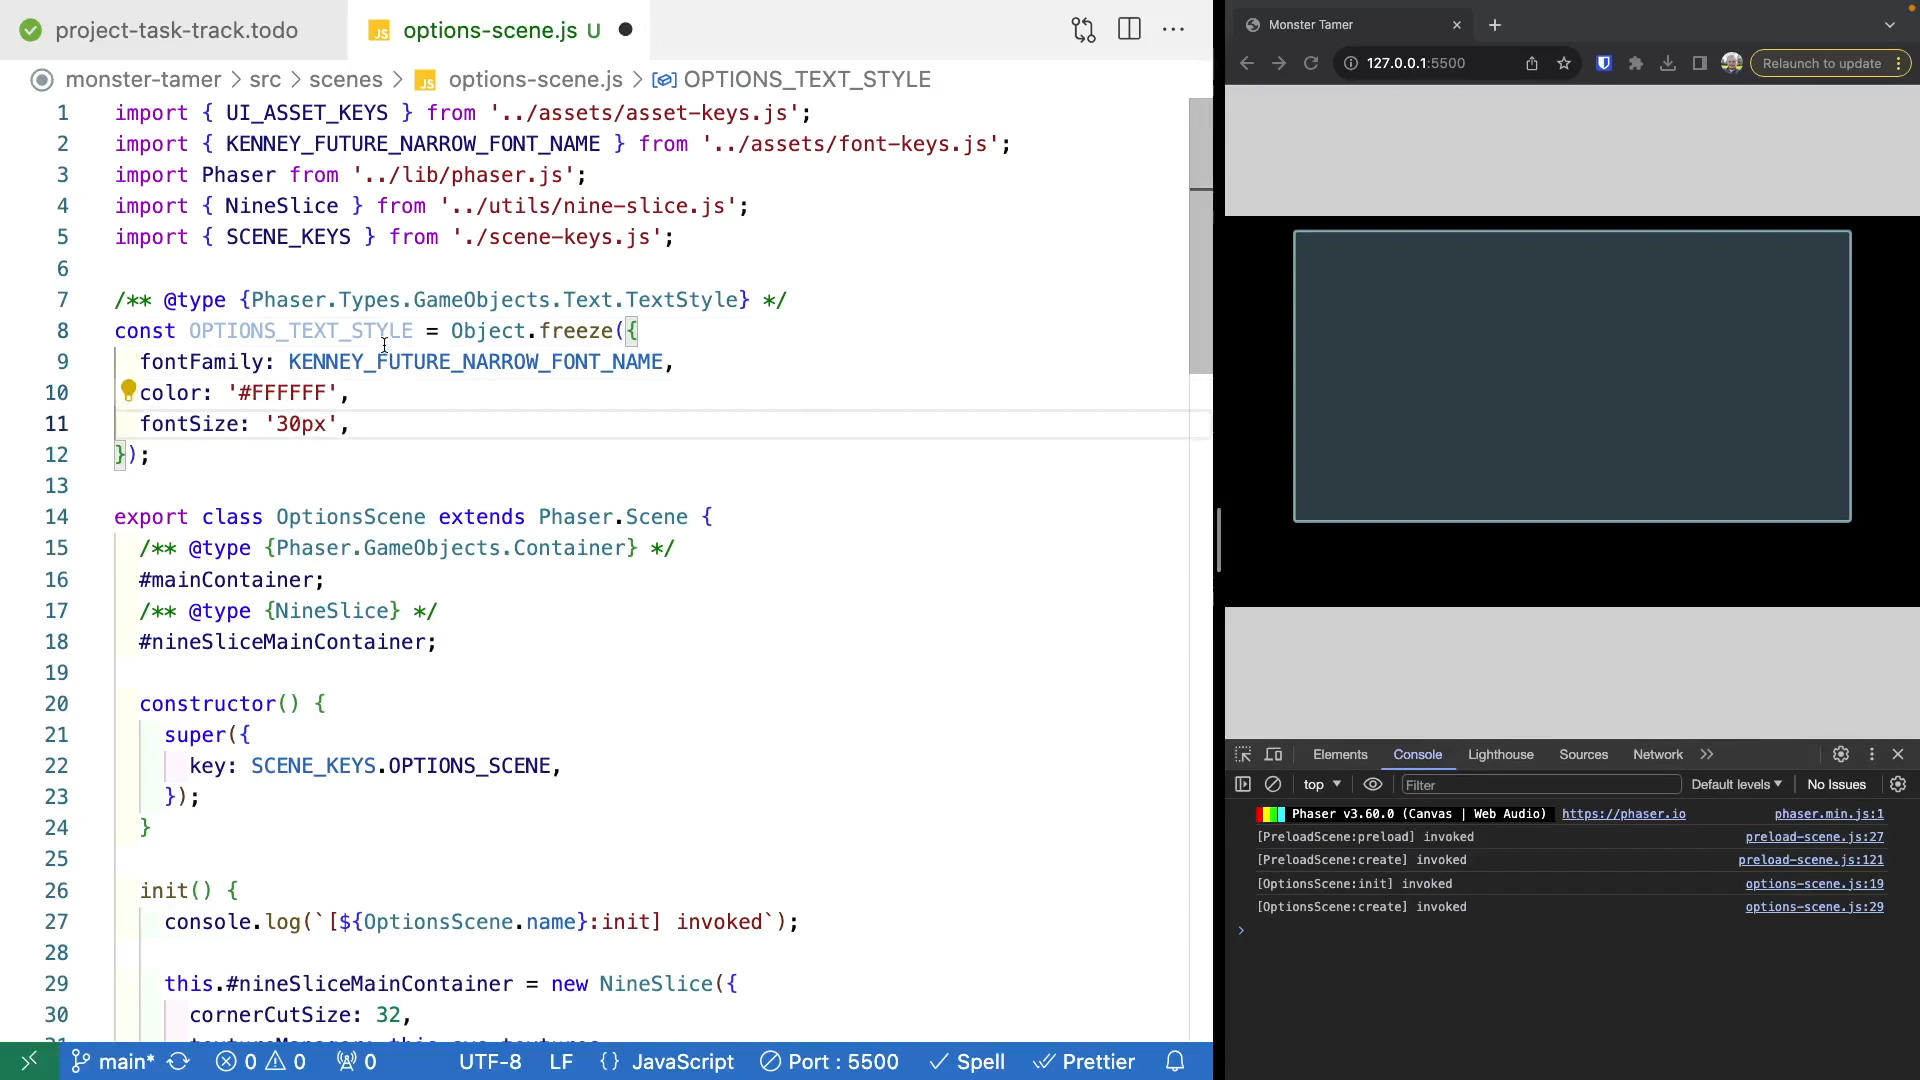 project-task-track.todo
JS options-scene.js U
monster-tamer > src > scenes > JS options-scene.js > OPTIONS_TEXT_STYLE
1 import { UI_ASSET_KEYS } from '../assets/asset-keys.js';
2 import { KENNEY_FUTURE_NARROW_FONT_NAME } from '../assets/font-keys.js';
3 import Phaser from '../lib/phaser.js';
4 import { NineSlice } from '../utils/nine-slice.js';
5 import { SCENE_KEYS } from './scene-keys.js';
6
7 /** @type {Phaser.Types.GameObjects.Text.TextStyle} */
8 const OPTIONS_TEXT_STYLE = Object.freeze({
9 fontFamily: KENNEY_FUTURE_NARROW_FONT_NAME,
10 color: '#FFFFFF',
11 fontSize: '30px',
12 });
13
14 export class OptionsScene extends Phaser.Scene {
15 /** @type {Phaser.GameObjects.Container} */
16 #mainContainer;
17 /** @type {NineSlice} */
18 #nineSliceMainContainer;
19
20 constructor() {
21 super({
22 key: SCENE_KEYS.OPTIONS_SCENE,
23 });
24 }
25
26 init() {
27 console.log(`[${OptionsScene.name}:init] invoked`);
28
29 this.#nineSliceMainContainer = new NineSlice({
30 cornerCutSize: 32,
main* 0 0 0 UTF-8 LF {} JavaScript Port : 5500 Spell Prettier
Monster Tamer
127.0.0.1:5500 Relaunch to update
Elements Console Lighthouse Sources Network
top Filter Default levels No Issues
Phaser v3.60.0 (Canvas | Web Audio) https://phaser.io phaser.min.js:1
[PreloadScene:preload] invoked preload-scene.js:27
[PreloadScene:create] invoked preload-scene.js:121
[OptionsScene:init] invoked options-scene.js:19
[OptionsScene:create] invoked options-scene.js:29